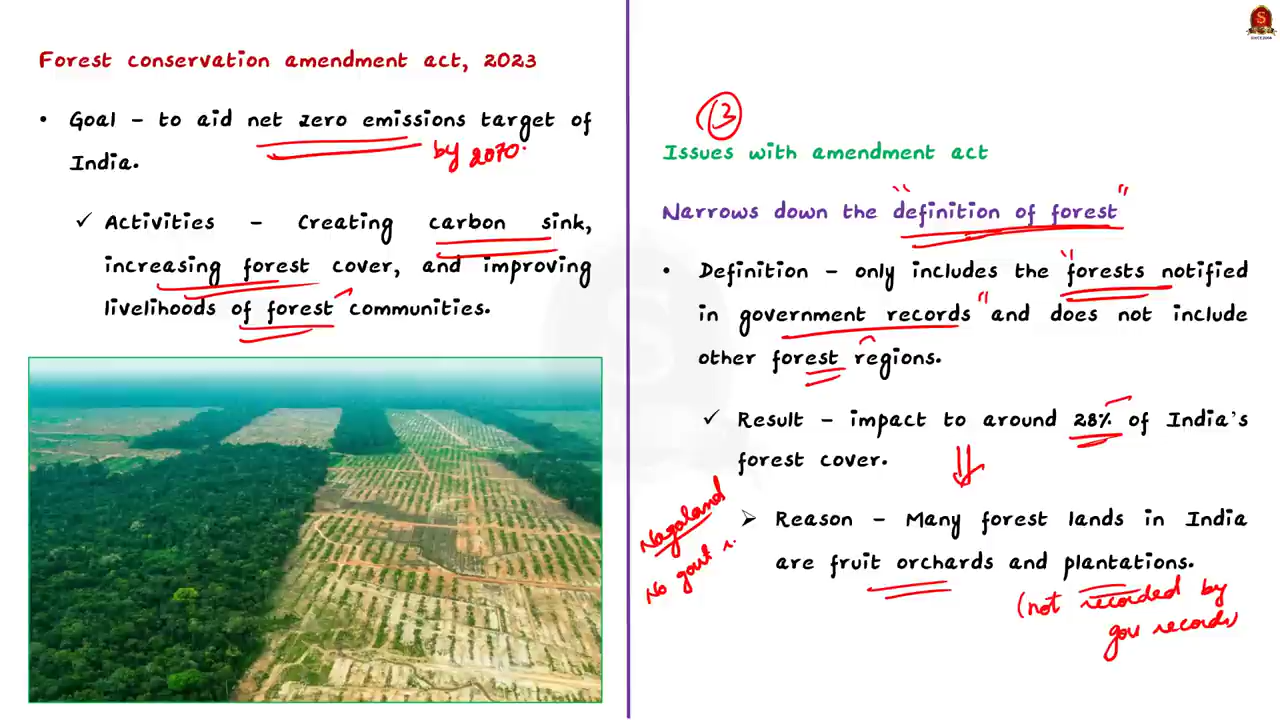 Forest conservation amendment act, 2023
• Goal – to aid net zero emissions target of
India.
by 2070.
✓ Activities – Creating carbon sink,
increasing forest cover, and improving
livelihoods of forest communities.
S
SINCE 2004
3
Issues with amendment act
Narrows down the "definition of forest"
• Definition – only includes the "forests notified
in government records" and does not include
other forest regions.
✓ Result – impact to around 28% of India's
forest cover.
Nagaland
No govt
➢ Reason – Many forest lands in India
are fruit orchards and plantations.
(not recorded by
gov records